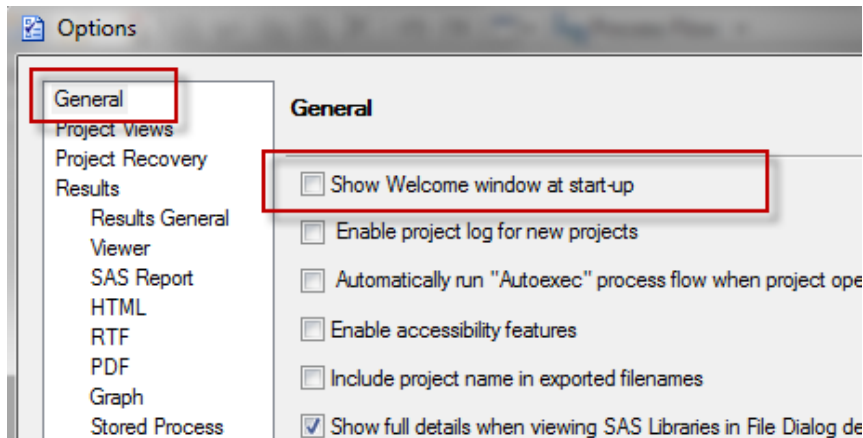 Options
General
Project Views
Project Recovery
Results
Results General
Viewer
SAS Report
HTML
RTF
PDF
Graph
Stored Process
General
Show Welcome window at start-up
Enable project log for new projects
Automatically run "Autoexec" process flow when project ope
Enable accessibility features
Include project name in exported filenames
Show full details when viewing SAS Libraries in File Dialog de